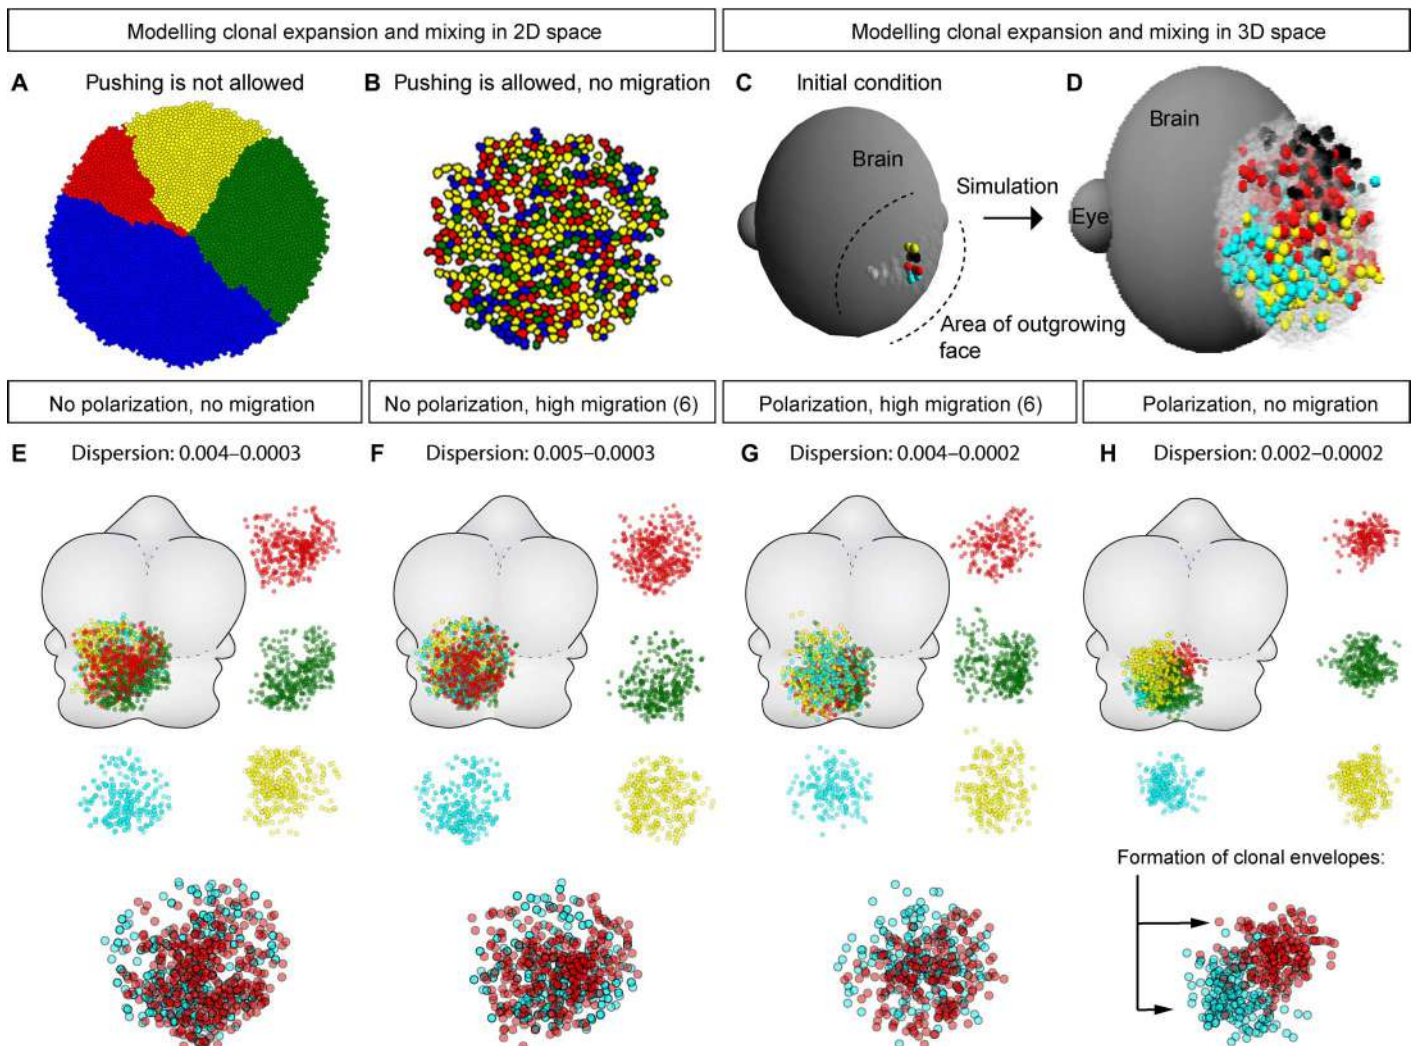 Modelling clonal expansion and mixing in 2D space
Modelling clonal expansion and mixing in 3D space
A Pushing is not allowed
B Pushing is allowed, no migration
C Initial condition
D
Brain
Simulation
Area of outgrowing
face
Brain
Eye
No polarization, no migration
No polarization, high migration (6)
Polarization, high migration (6)
Polarization, no migration
E Dispersion: 0.004–0.0003
F Dispersion: 0.005–0.0003
G Dispersion: 0.004–0.0002
H Dispersion: 0.002–0.0002
Formation of clonal envelopes: